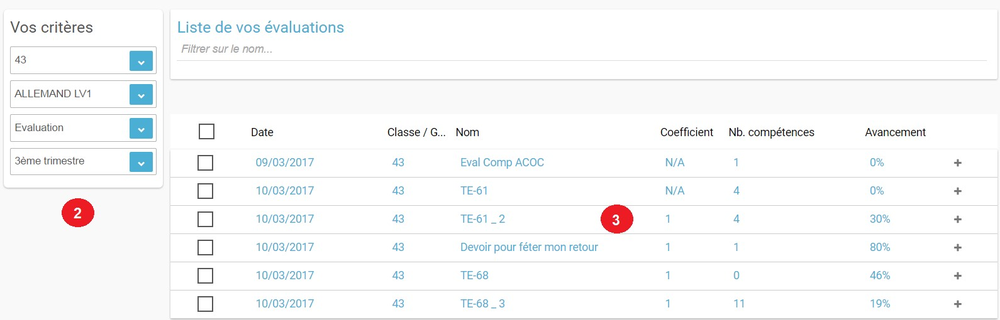 Vos critères
43
ALLEMAND LV1
Evaluation
3ème trimestre
2
Liste de vos évaluations
Filtrer sur le nom...
Date Classe / G... Nom Coefficient Nb. compétences Avancement
09/03/2017 43 Eval Comp ACOC N/A 1 0% +
10/03/2017 43 TE-61 N/A 4 0% +
10/03/2017 43 TE-61 _ 2 3 1 4 30% +
10/03/2017 43 Devoir pour féter mon retour 1 1 80% +
10/03/2017 43 TE-68 1 0 46% +
10/03/2017 43 TE-68 _ 3 1 11 19% +